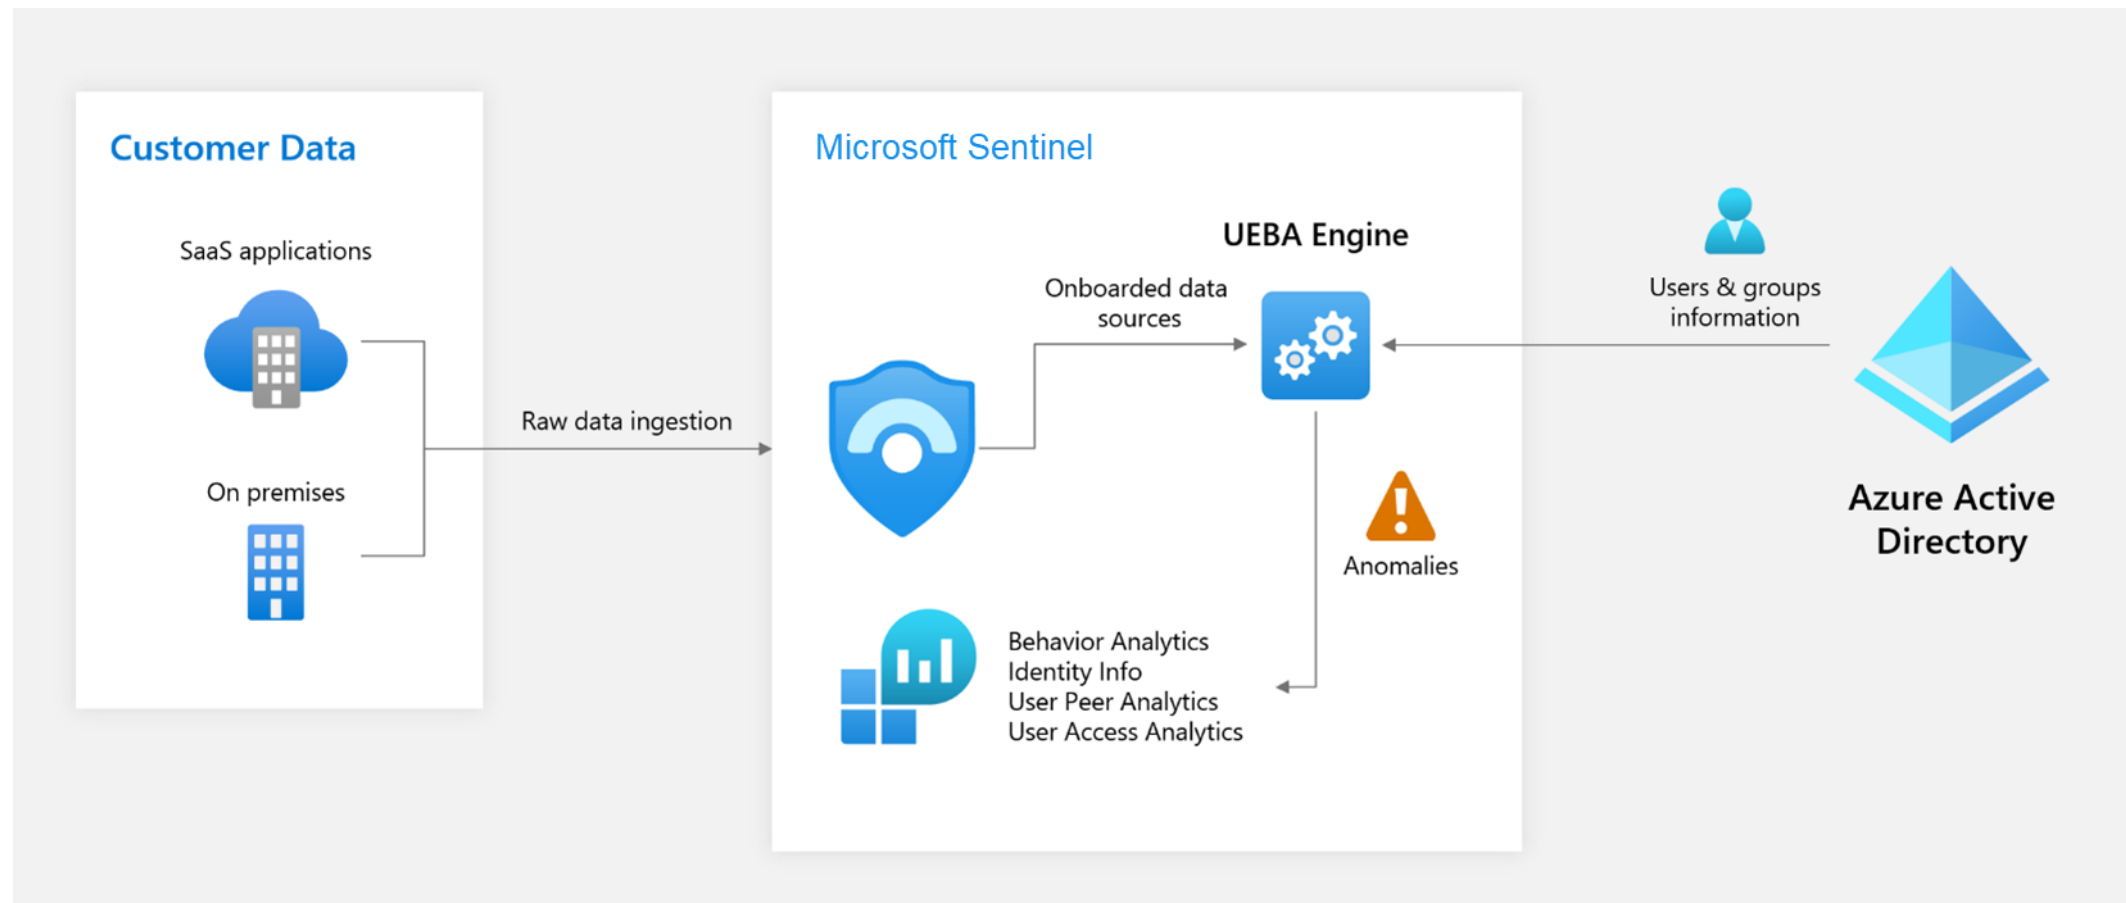 Customer Data
SaaS applications
On premises
Raw data ingestion
Microsoft Sentinel
UEBA Engine
Onboarded data
sources
Anomalies
Behavior Analytics
Identity Info
User Peer Analytics
User Access Analytics
Users & groups
information
Azure Active
Directory